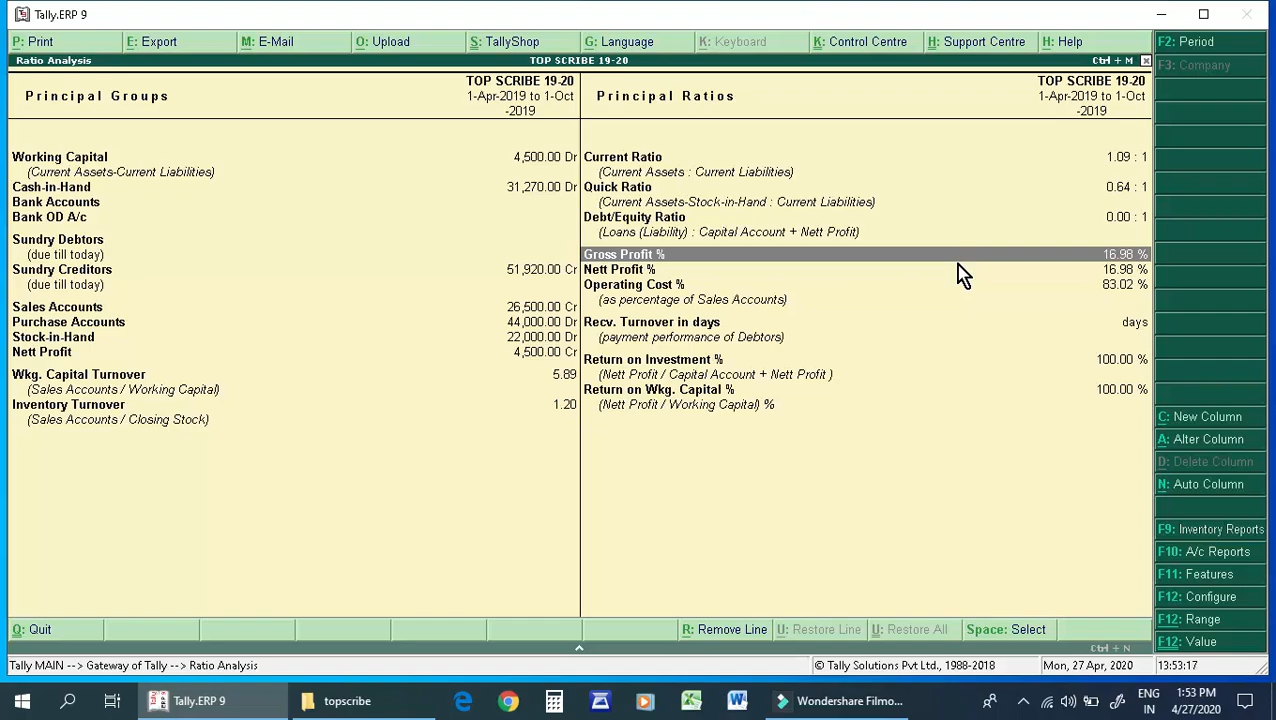 Tally.ERP 9
P: Print E: Export M: E-Mail O: Upload S: TallyShop G: Language K: Keyboard K: Control Centre H: Support Centre H: Help
Ratio Analysis TOP SCRIBE 19-20 Ctrl + M
Principal Groups
TOP SCRIBE 19-20
1-Apr-2019 to 1-Oct
-2019
Working Capital 4,500.00 Dr
(Current Assets-Current Liabilities)
Cash-in-Hand 31,270.00 Dr
Bank Accounts
Bank OD A/c
Sundry Debtors
(due till today)
Sundry Creditors 51,920.00 Cr
(due till today)
Sales Accounts 26,500.00 Cr
Purchase Accounts 44,000.00 Dr
Stock-in-Hand 22,000.00 Dr
Nett Profit 4,500.00 Cr
Wkg. Capital Turnover 5.89
(Sales Accounts / Working Capital)
Inventory Turnover 1.20
(Sales Accounts / Closing Stock)
Principal Ratios
TOP SCRIBE 19-20
1-Apr-2019 to 1-Oct
-2019
Current Ratio 1.09 : 1
(Current Assets : Current Liabilities)
Quick Ratio 0.64 : 1
(Current Assets-Stock-in-Hand : Current Liabilities)
Debt/Equity Ratio 0.00 : 1
(Loans (Liability) : Capital Account + Nett Profit)
Gross Profit % 16.98 %
Nett Profit % 16.98 %
Operating Cost % 83.02 %
(as percentage of Sales Accounts)
Recv. Turnover in days days
(payment performance of Debtors)
Return on Investment % 100.00 %
(Nett Profit / Capital Account + Nett Profit )
Return on Wkg. Capital % 100.00 %
(Nett Profit / Working Capital) %
F2: Period
F3: Company
C: New Column
A: Alter Column
D: Delete Column
N: Auto Column
F9: Inventory Reports
F10: A/c Reports
F11: Features
F12: Configure
F12: Range
F12: Value
Q: Quit R: Remove Line U: Restore Line U: Restore All Space: Select
Ctrl + N
Tally MAIN --> Gateway of Tally --> Ratio Analysis © Tally Solutions Pvt Ltd., 1988-2018 Mon, 27 Apr, 2020 13:53:17
Tally.ERP 9 topscribe Wondershare Filmo... ENG IN 1:53 PM 4/27/2020